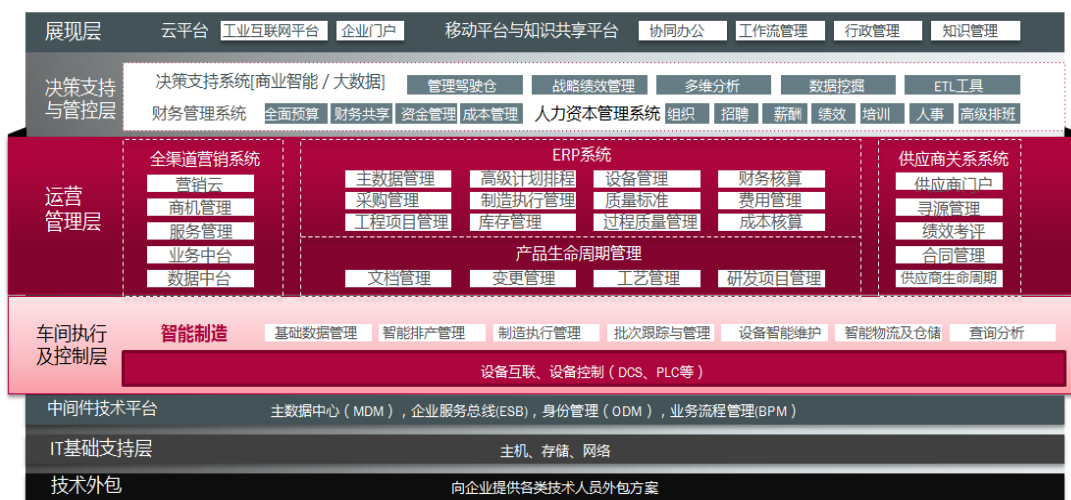 展现层 云平台 工业互联网平台 企业门户 移动平台与知识共享平台 协同办公 工作流管理 行政管理 知识管理
决策支持与管控层
决策支持系统[商业智能 / 大数据] 管理驾驶仓 战略绩效管理 多维分析 数据挖掘 ETL工具
财务管理系统 全面预算 财务共享 资金管理 成本管理 人力资本管理系统 组织 招聘 薪酬 绩效 培训 人事 高级排班
运营
管理层
全渠道营销系统
营销云
商机管理
服务管理
业务中台
数据中台
ERP系统
主数据管理 高级计划排程 设备管理 财务核算
采购管理 制造执行管理 质量标准 费用管理
工程项目管理 库存管理 过程质量管理 成本核算
产品生命周期管理
文档管理 变更管理 工艺管理 研发项目管理
供应商关系系统
供应商门户
寻源管理
绩效考评
合同管理
供应商生命周期
车间执行
及控制层
智能制造 基础数据管理 智能排产管理 制造执行管理 批次跟踪与管理 设备智能维护 智能物流及仓储 查询分析
设备互联、设备控制（DCS、PLC等）
中间件技术平台 主数据中心（MDM），企业服务总线(ESB)，身份管理（ODM），业务流程管理(BPM)
IT基础支持层 主机、存储、网络
技术外包 向企业提供各类技术人员外包方案